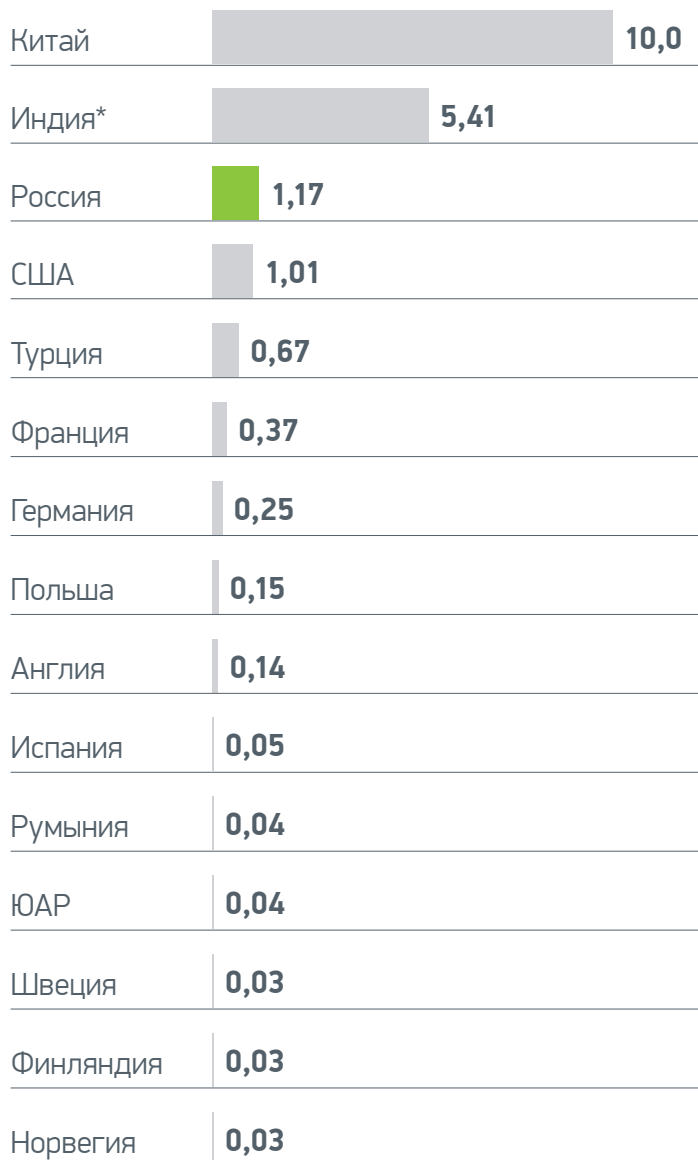 Китай 10,0
Индия* 5,41
Россия 1,17
США 1,01
Турция 0,67
Франция 0,37
Германия 0,25
Польша 0,15
Англия 0,14
Испания 0,05
Румыния 0,04
ЮАР 0,04
Швеция 0,03
Финляндия 0,03
Норвегия 0,03